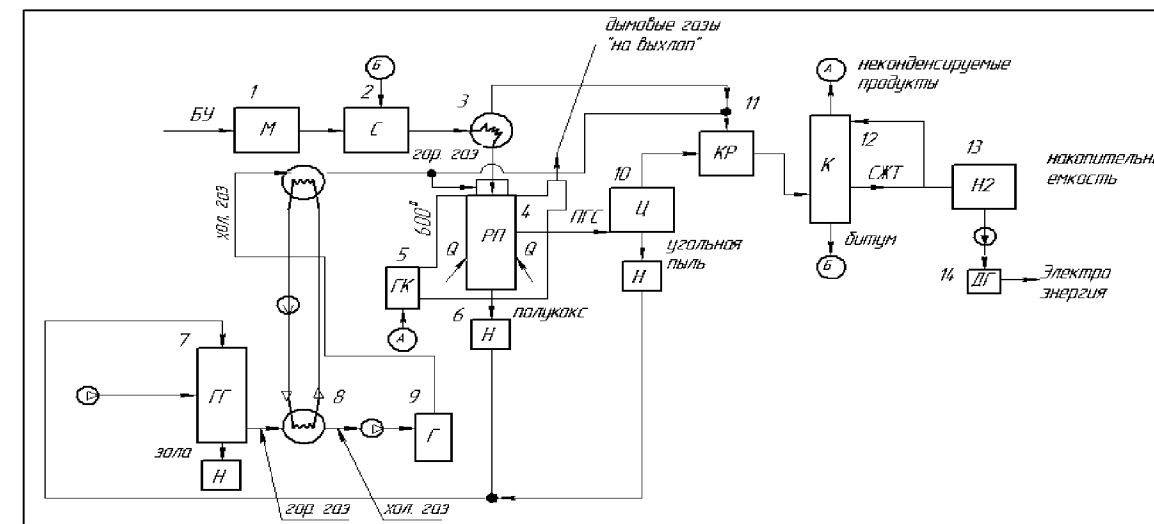 дымовые газы
"на выхлоп"
Б
А
неконденсируемые
продукты
1
2
3
11
БУ
М
С
КР
К
12
13
гор. газ
10
СЖТ
Н2
накопительн
емкость
хол. газ
600°
4
ПГС
Ц
РП
Q
Q
угольная
пыль
битум
5
ГК
Н
Б
14
ДГ
Электро
энергия
6
полукокс
А
Н
7
ГГ
8
9
Г
зола
Н
гор. газ
хол. газ